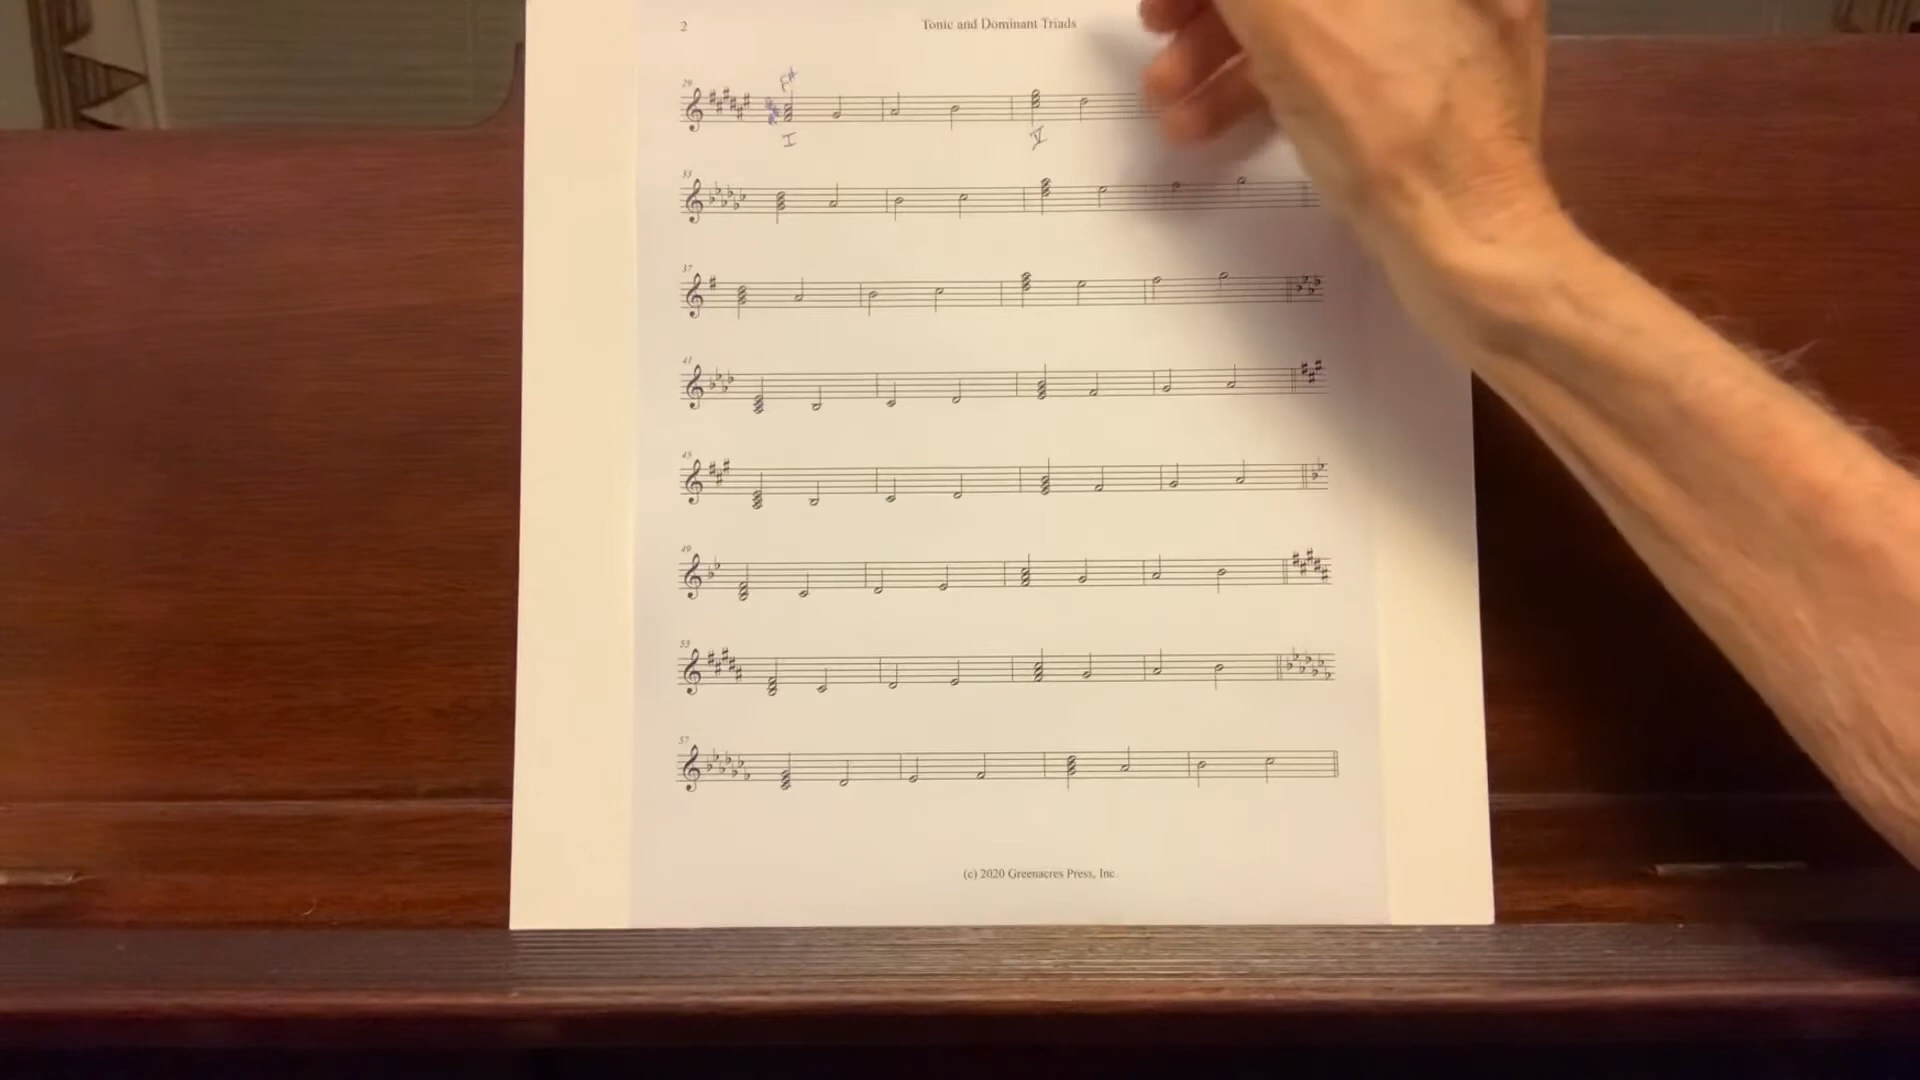 2
Tonic and Dominant Triads
29
F#
I
V
33
37
41
45
49
53
57
(c) 2020 Greenacres Press, Inc.